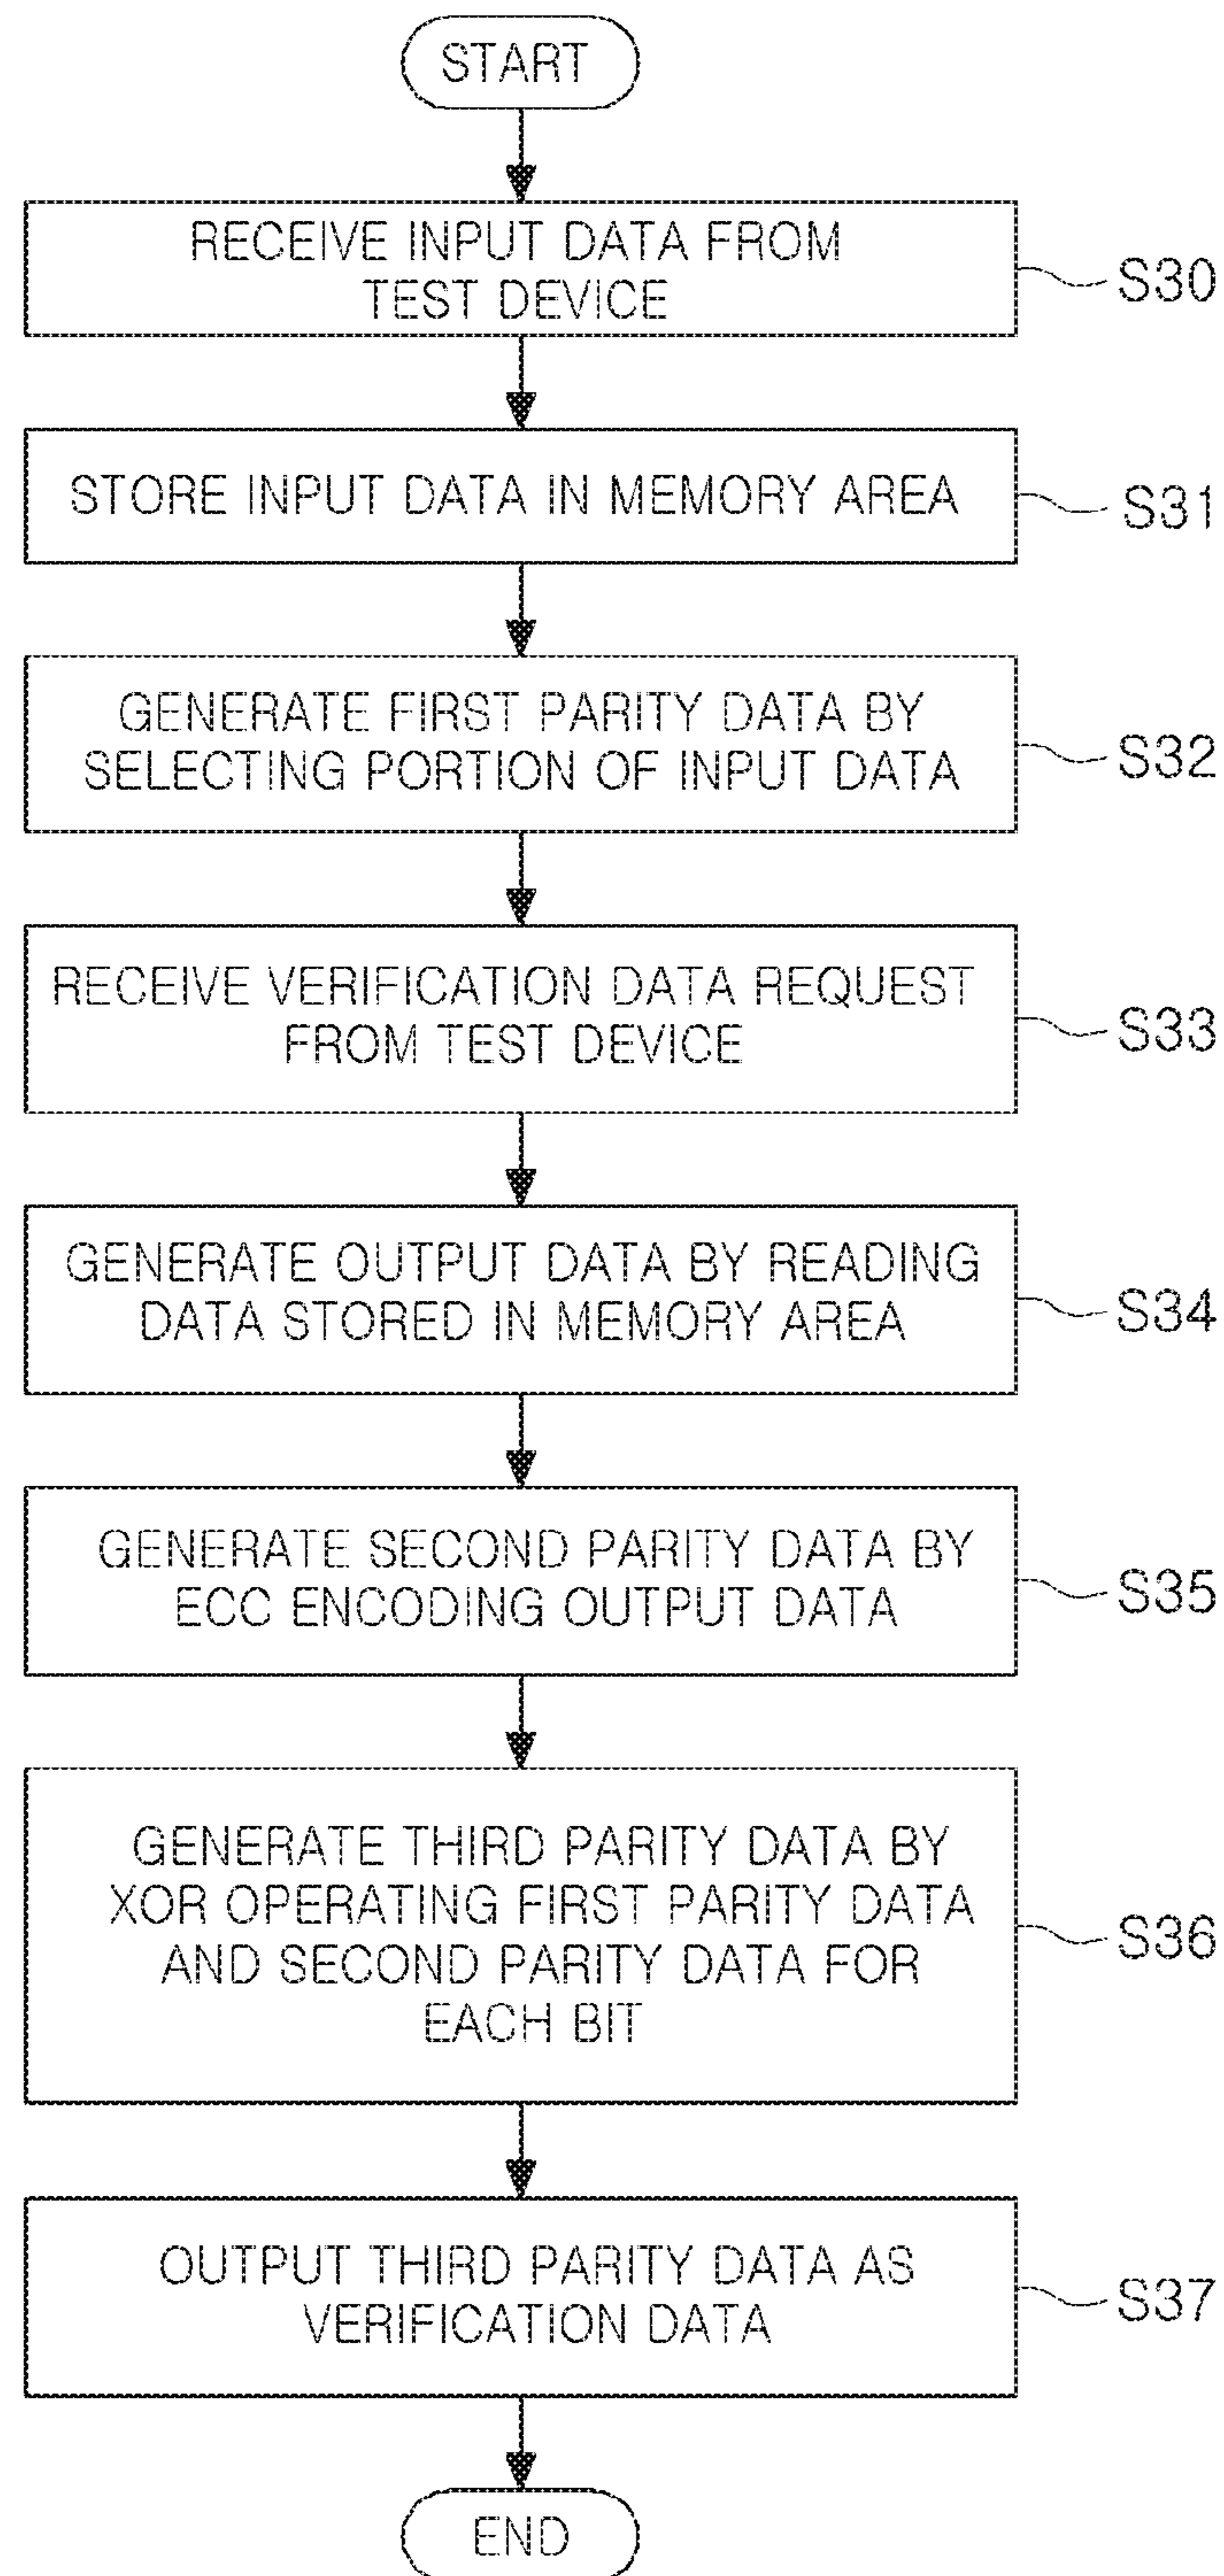 START
RECEIVE INPUT DATA FROM
TEST DEVICE
S30
STORE INPUT DATA IN MEMORY AREA
S31
GENERATE FIRST PARITY DATA BY
SELECTING PORTION OF INPUT DATA
S32
RECEIVE VERIFICATION DATA REQUEST
FROM TEST DEVICE
S33
GENERATE OUTPUT DATA BY READING
DATA STORED IN MEMORY AREA
S34
GENERATE SECOND PARITY DATA BY
ECC ENCODING OUTPUT DATA
S35
GENERATE THIRD PARITY DATA BY
XOR OPERATING FIRST PARITY DATA
AND SECOND PARITY DATA FOR
EACH BIT
S36
OUTPUT THIRD PARITY DATA AS
VERIFICATION DATA
S37
END